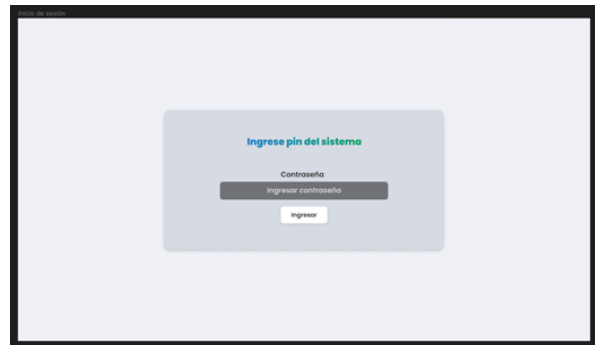 Inicio de sesión
Ingrese pin del sistema
Contraseña
Ingresar contraseña
Ingresar